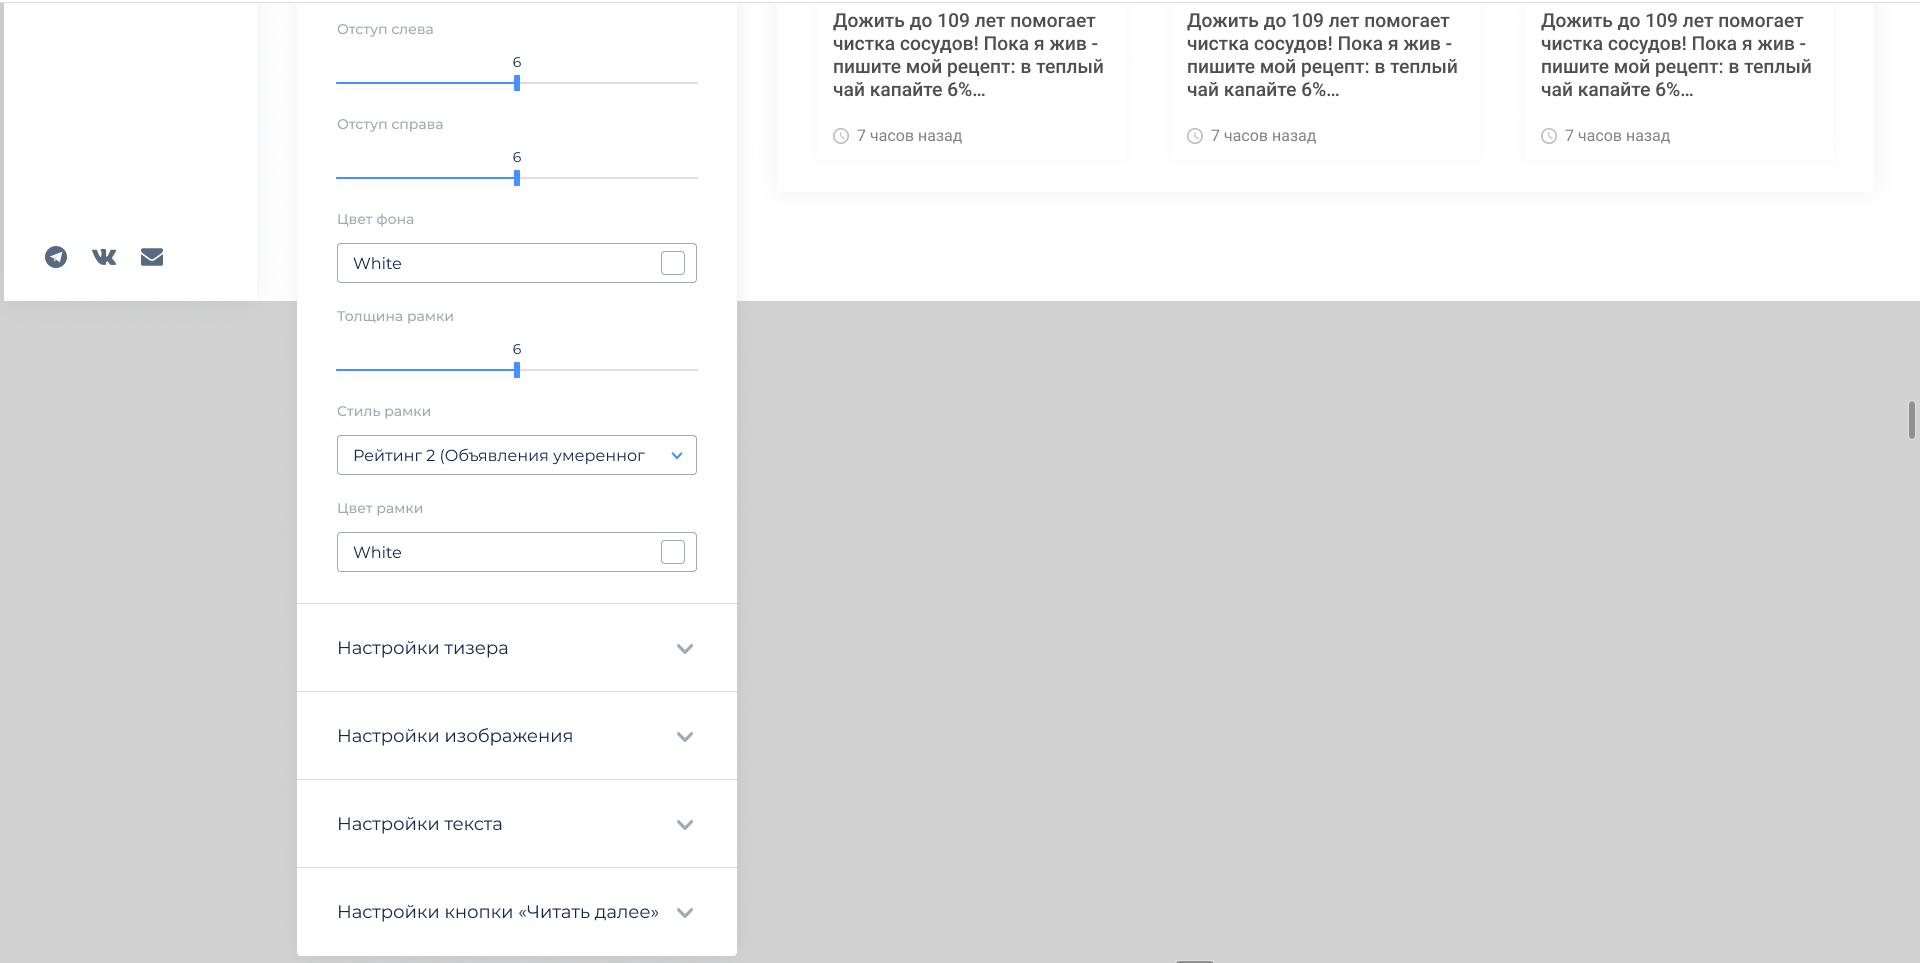 Отступ слева
6
Отступ справа
6
Цвет фона
White
Толщина рамки
6
Стиль рамки
Рейтинг 2 (Объявления умеренног
Цвет рамки
White
Настройки тизера
Настройки изображения
Настройки текста
Настройки кнопки «Читать далее»
Дожить до 109 лет помогает
чистка сосудов! Пока я жив -
пишите мой рецепт: в теплый
чай капайте 6%...
7 часов назад
Дожить до 109 лет помогает
чистка сосудов! Пока я жив -
пишите мой рецепт: в теплый
чай капайте 6%...
7 часов назад
Дожить до 109 лет помогает
чистка сосудов! Пока я жив -
пишите мой рецепт: в теплый
чай капайте 6%...
7 часов назад